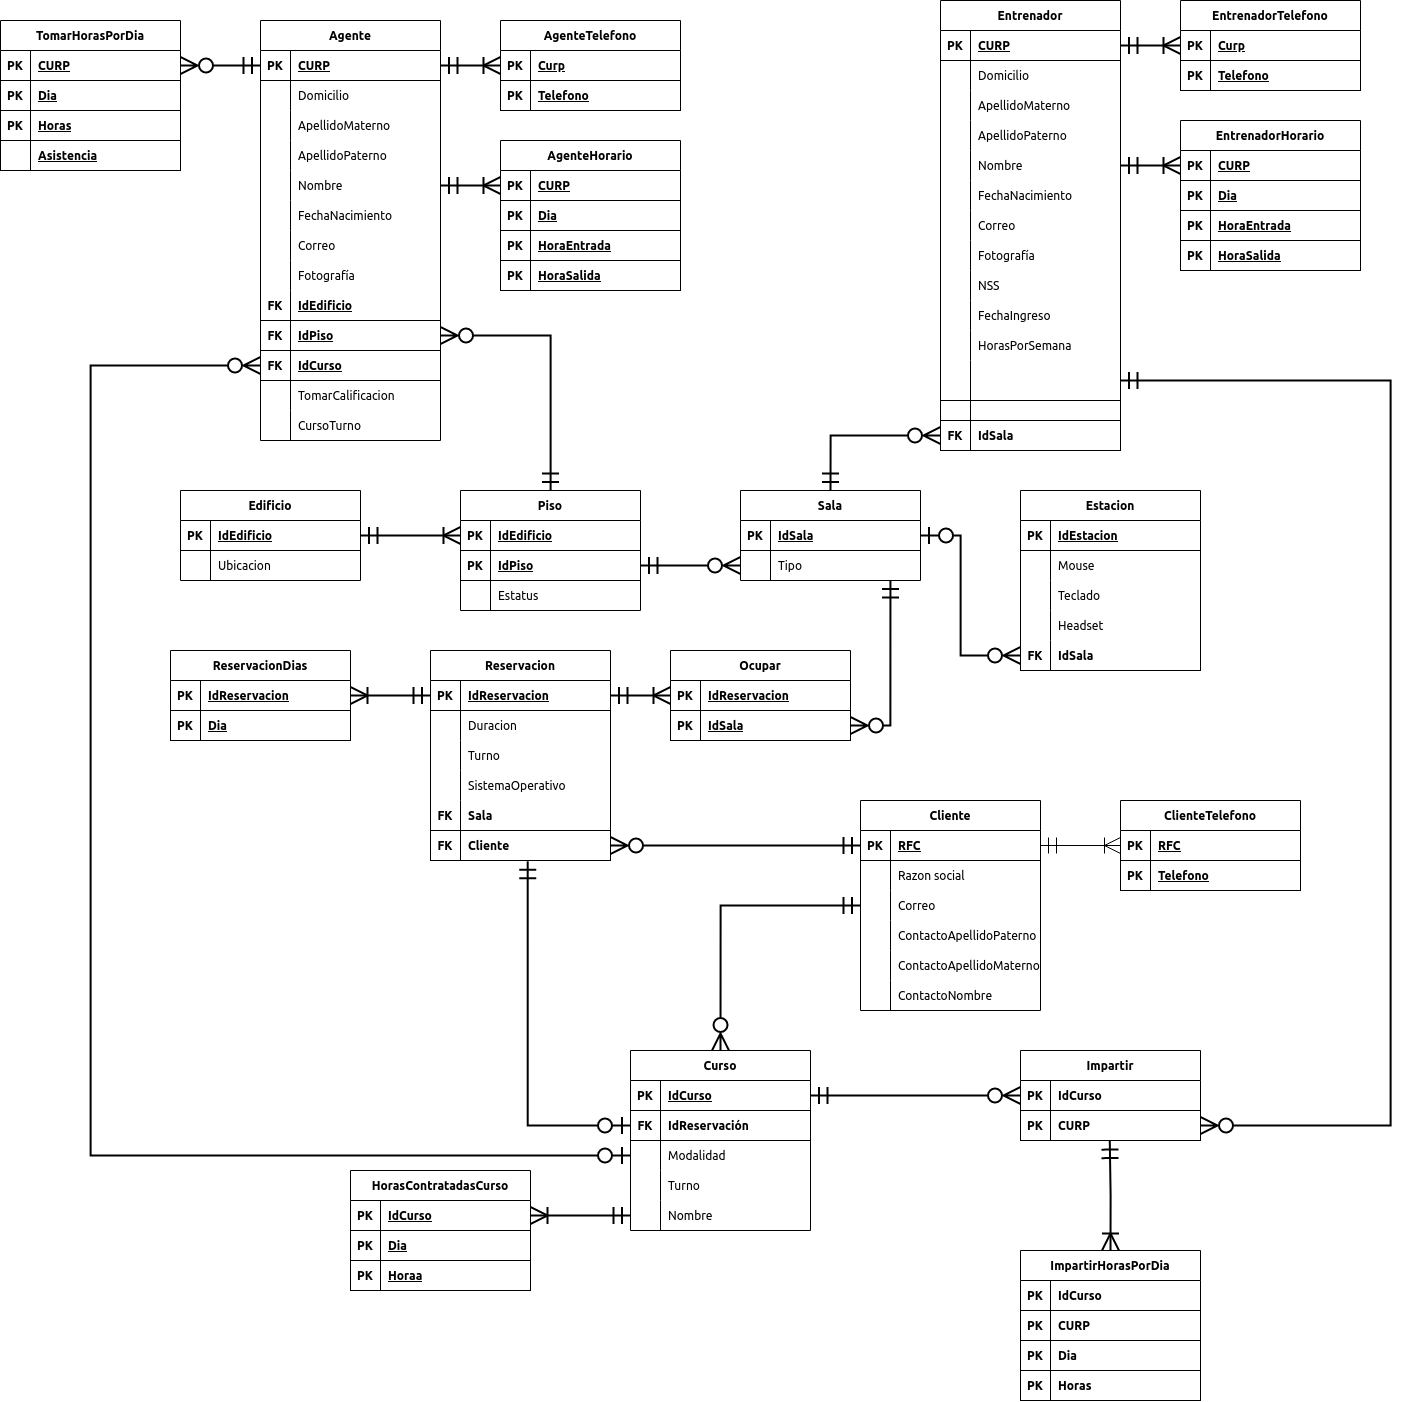 TomarHorasPorDia
PK CURP
PK Dia
PK Horas
Asistencia
Agente
PK CURP
Domicilio
ApellidoMaterno
ApellidoPaterno
Nombre
FechaNacimiento
Correo
Fotografía
FK IdEdificio
FK IdPiso
FK IdCurso
TomarCalificacion
CursoTurno
AgenteTelefono
PK Curp
PK Telefono
AgenteHorario
PK CURP
PK Dia
PK HoraEntrada
PK HoraSalida
Entrenador
PK CURP
Domicilio
ApellidoMaterno
ApellidoPaterno
Nombre
FechaNacimiento
Correo
Fotografía
NSS
FechaIngreso
HorasPorSemana
FK IdSala
EntrenadorTelefono
PK Curp
PK Telefono
EntrenadorHorario
PK CURP
PK Dia
PK HoraEntrada
PK HoraSalida
Edificio
PK IdEdificio
Ubicacion
Piso
PK IdEdificio
PK IdPiso
Estatus
Sala
PK IdSala
Tipo
Estacion
PK IdEstacion
Mouse
Teclado
Headset
FK IdSala
ReservacionDias
PK IdReservacion
PK Dia
Reservacion
PK IdReservacion
Duracion
Turno
SistemaOperativo
FK Sala
FK Cliente
Ocupar
PK IdReservacion
PK IdSala
Cliente
PK RFC
Razon social
Correo
ContactoApellidoPaterno
ContactoApellidoMaterno
ContactoNombre
ClienteTelefono
PK RFC
PK Telefono
Curso
PK IdCurso
FK IdReservación
Modalidad
Turno
Nombre
Impartir
PK IdCurso
PK CURP
HorasContratadasCurso
PK IdCurso
PK Dia
PK Horaa
ImpartirHorasPorDia
PK IdCurso
PK CURP
PK Dia
PK Horas